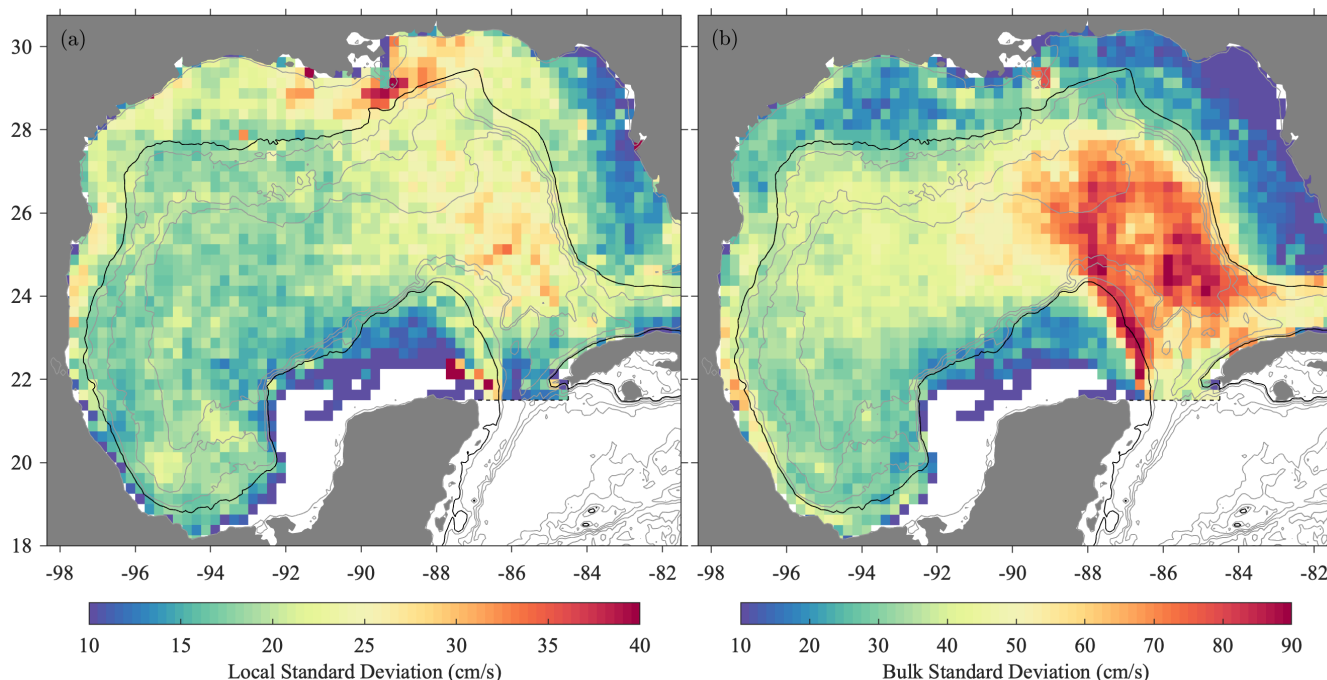 (a) (b)
30
28
26
24
22
20
18
-98 -96 -94 -92 -90 -88 -86 -84 -82 -98 -96 -94 -92 -90 -88 -86 -84 -82
10 15 20 25 30 35 40 10 20 30 40 50 60 70 80 90
Local Standard Deviation (cm/s) Bulk Standard Deviation (cm/s)